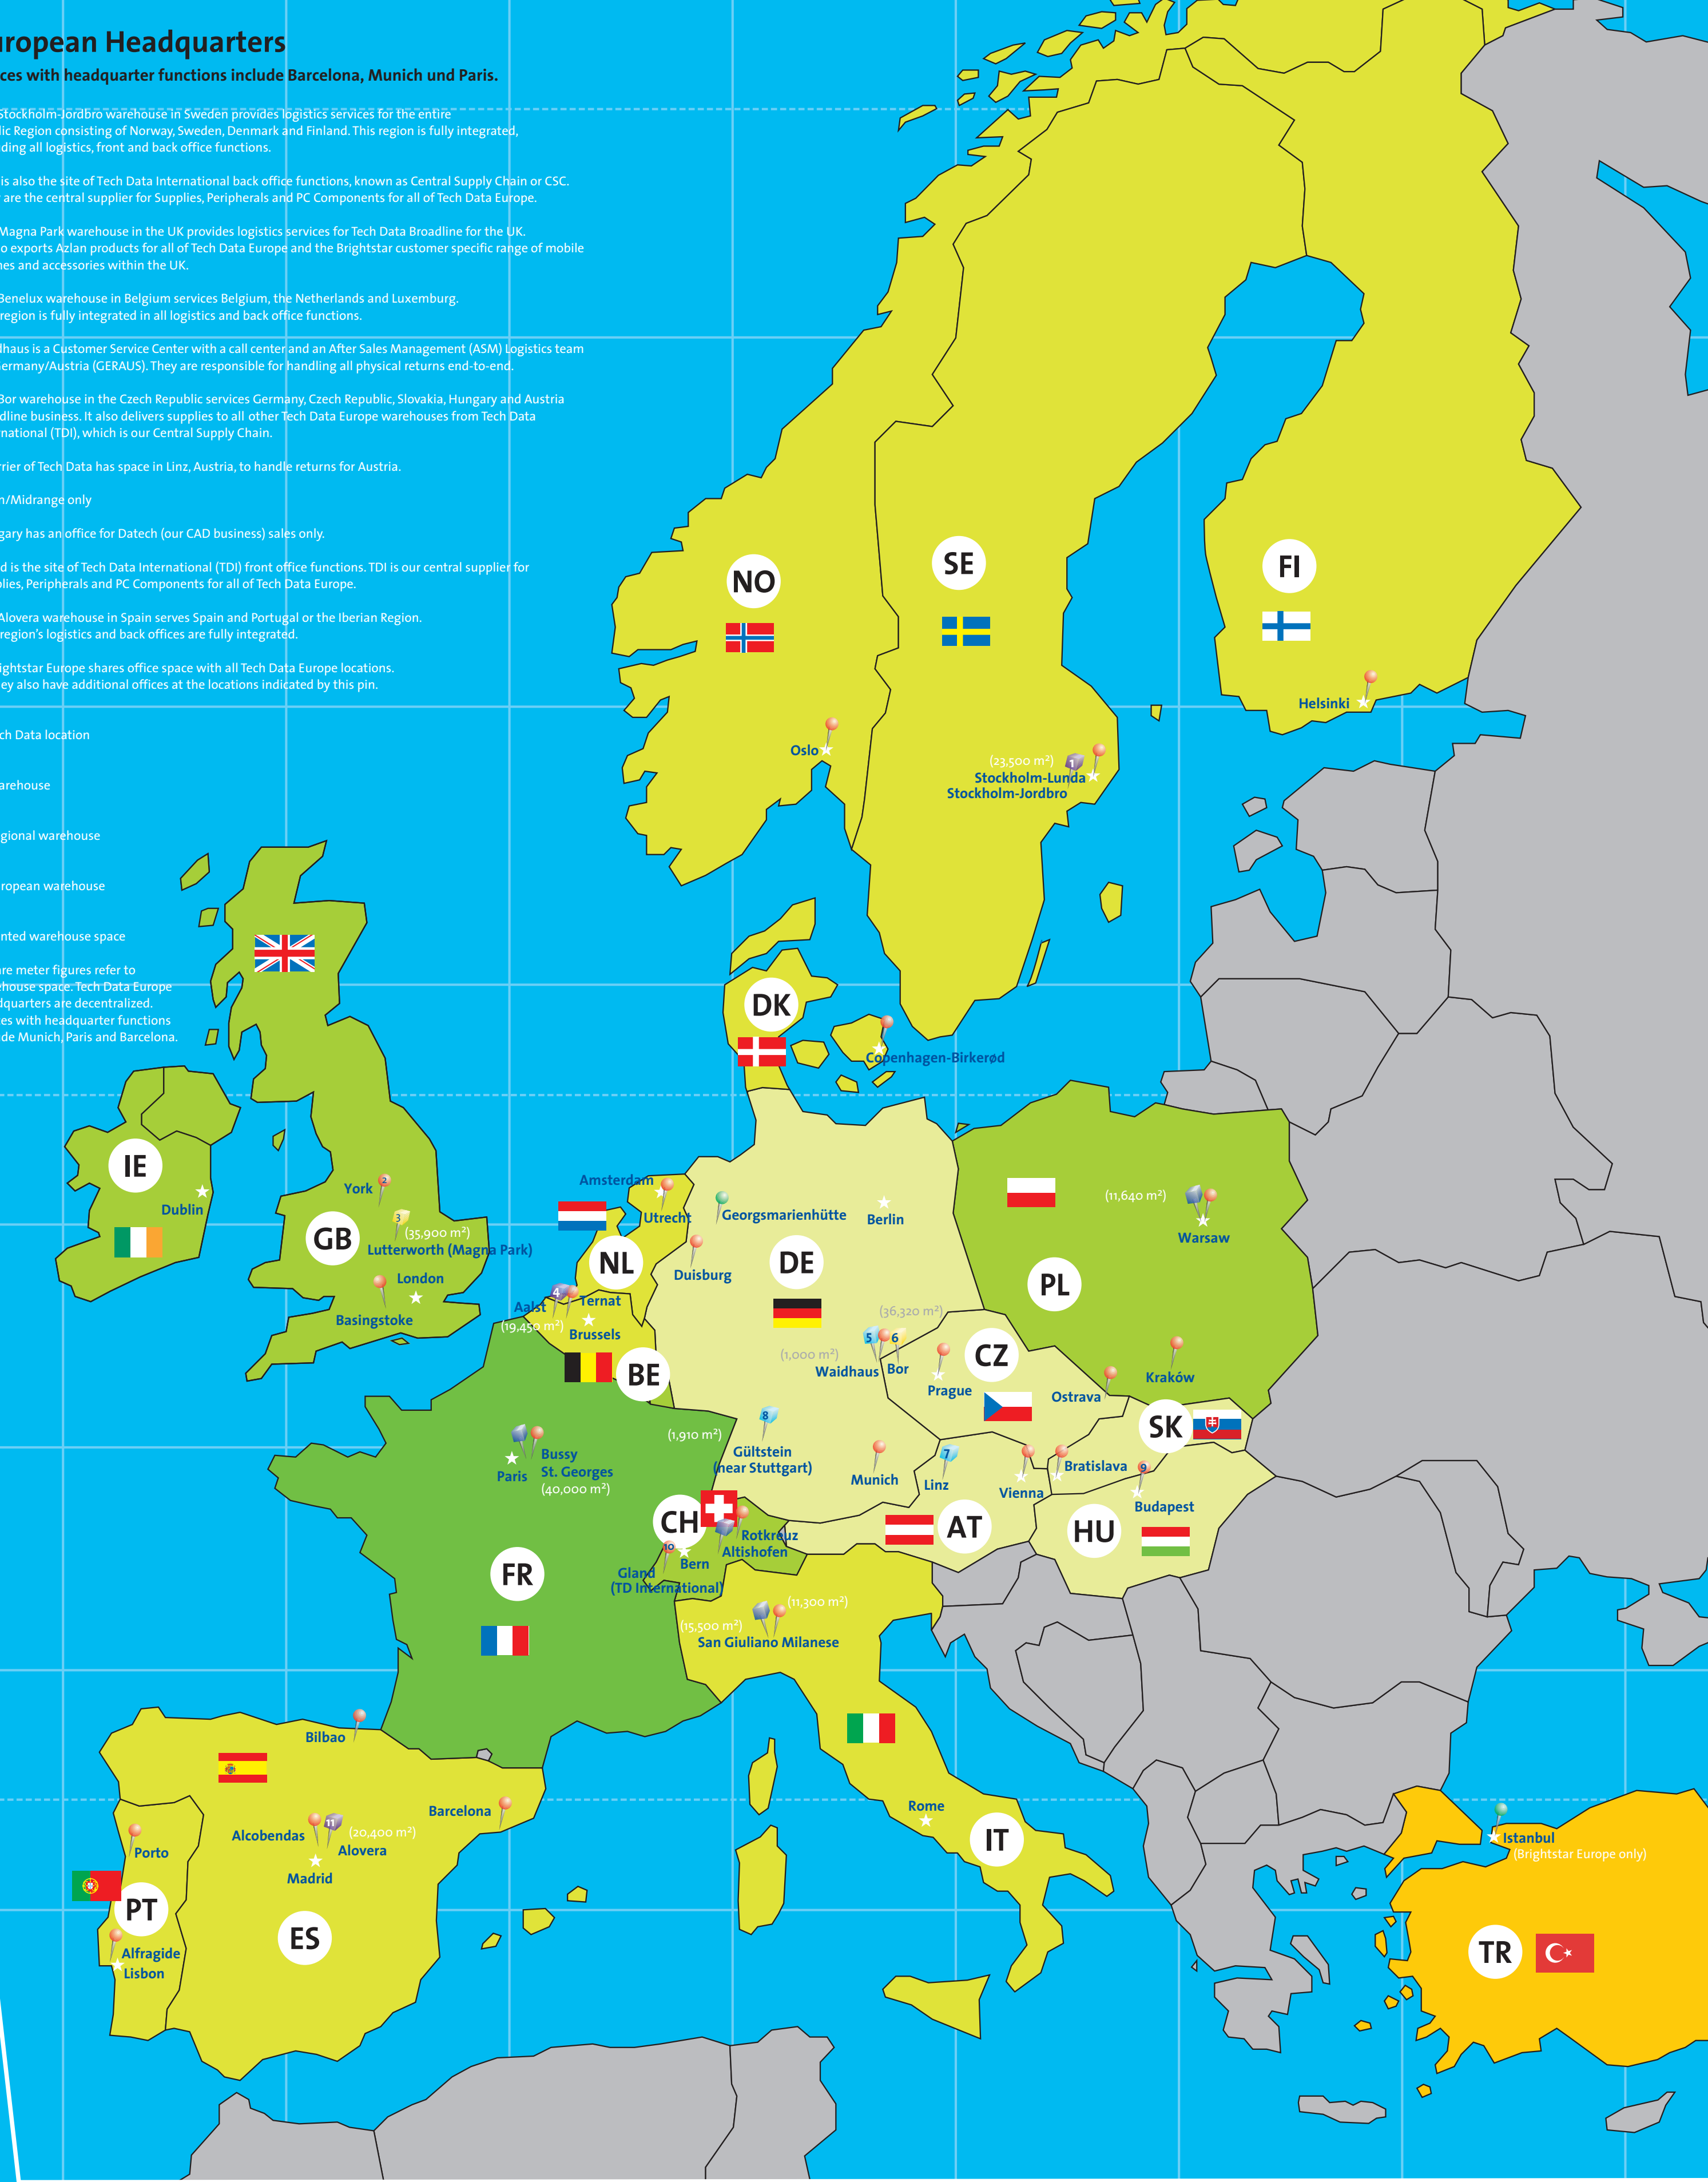 uropean Headquarters
ces with headquarter functions include Barcelona, Munich und Paris.
Stockholm-Jordbro warehouse in Sweden provides logistics services for the entire
lic Region consisting of Norway, Sweden, Denmark and Finland. This region is fully integrated,
ding all logistics, front and back office functions.
is also the site of Tech Data International back office functions, known as Central Supply Chain or CSC.
are the central supplier for Supplies, Peripherals and PC Components for all of Tech Data Europe.
Magna Park warehouse in the UK provides logistics services for Tech Data Broadline for the UK.
o exports Azlan products for all of Tech Data Europe and the Brightstar customer specific range of mobile
nes and accessories within the UK.
Benelux warehouse in Belgium services Belgium, the Netherlands and Luxemburg.
region is fully integrated in all logistics and back office functions.
dhaus is a Customer Service Center with a call center and an After Sales Management (ASM) Logistics team
Germany/Austria (GERAUS). They are responsible for handling all physical returns end-to-end.
Bor warehouse in the Czech Republic services Germany, Czech Republic, Slovakia, Hungary and Austria
dline business. It also delivers supplies to all other Tech Data Europe warehouses from Tech Data
rnational (TDI), which is our Central Supply Chain.
rrier of Tech Data has space in Linz, Austria, to handle returns for Austria.
n/Midrange only
gary has an office for Datech (our CAD business) sales only.
d is the site of Tech Data International (TDI) front office functions. TDI is our central supplier for
plies, Peripherals and PC Components for all of Tech Data Europe.
Alovera warehouse in Spain serves Spain and Portugal or the Iberian Region.
region's logistics and back offices are fully integrated.
ightstar Europe shares office space with all Tech Data Europe locations.
ey also have additional offices at the locations indicated by this pin.
ch Data location
arehouse
gional warehouse
ropean warehouse
nted warehouse space
are meter figures refer to
ehouse space. Tech Data Europe
dquarters are decentralized.
ces with headquarter functions
de Munich, Paris and Barcelona.
NO
SE
FI
Helsinki
Oslo
(23,500 m²)
1
Stockholm-Lunda
Stockholm-Jordbro
DK
Copenhagen-Birkerød
IE
Dublin
York
2
3
(35,900 m²)
GB
Lutterworth (Magna Park)
London
Basingstoke
Amsterdam
Utrecht
NL
Georgsmarienhütte
Duisburg
Berlin
DE
(11,640 m²)
Warsaw
PL
Kraków
4
Aalst
Ternat
(19,450 m²)
Brussels
BE
(36,320 m²)
5
6
(1,000 m²)
Waidhaus
Bor
CZ
Prague
Ostrava
SK
8
(1,910 m²)
Gültstein
(near Stuttgart)
Munich
7
Linz
Vienna
Bratislava
9
Budapest
AT
HU
Paris
Bussy
St. Georges
(40,000 m²)
FR
CH
Rotkreuz
Altishofen
10
Bern
Gland
(TD International)
(11,300 m²)
(15,500 m²)
San Giuliano Milanese
Rome
IT
Bilbao
Barcelona
Alcobendas
11
(20,400 m²)
Alovera
Madrid
ES
Porto
PT
Alfragide
Lisbon
Istanbul
(Brightstar Europe only)
TR